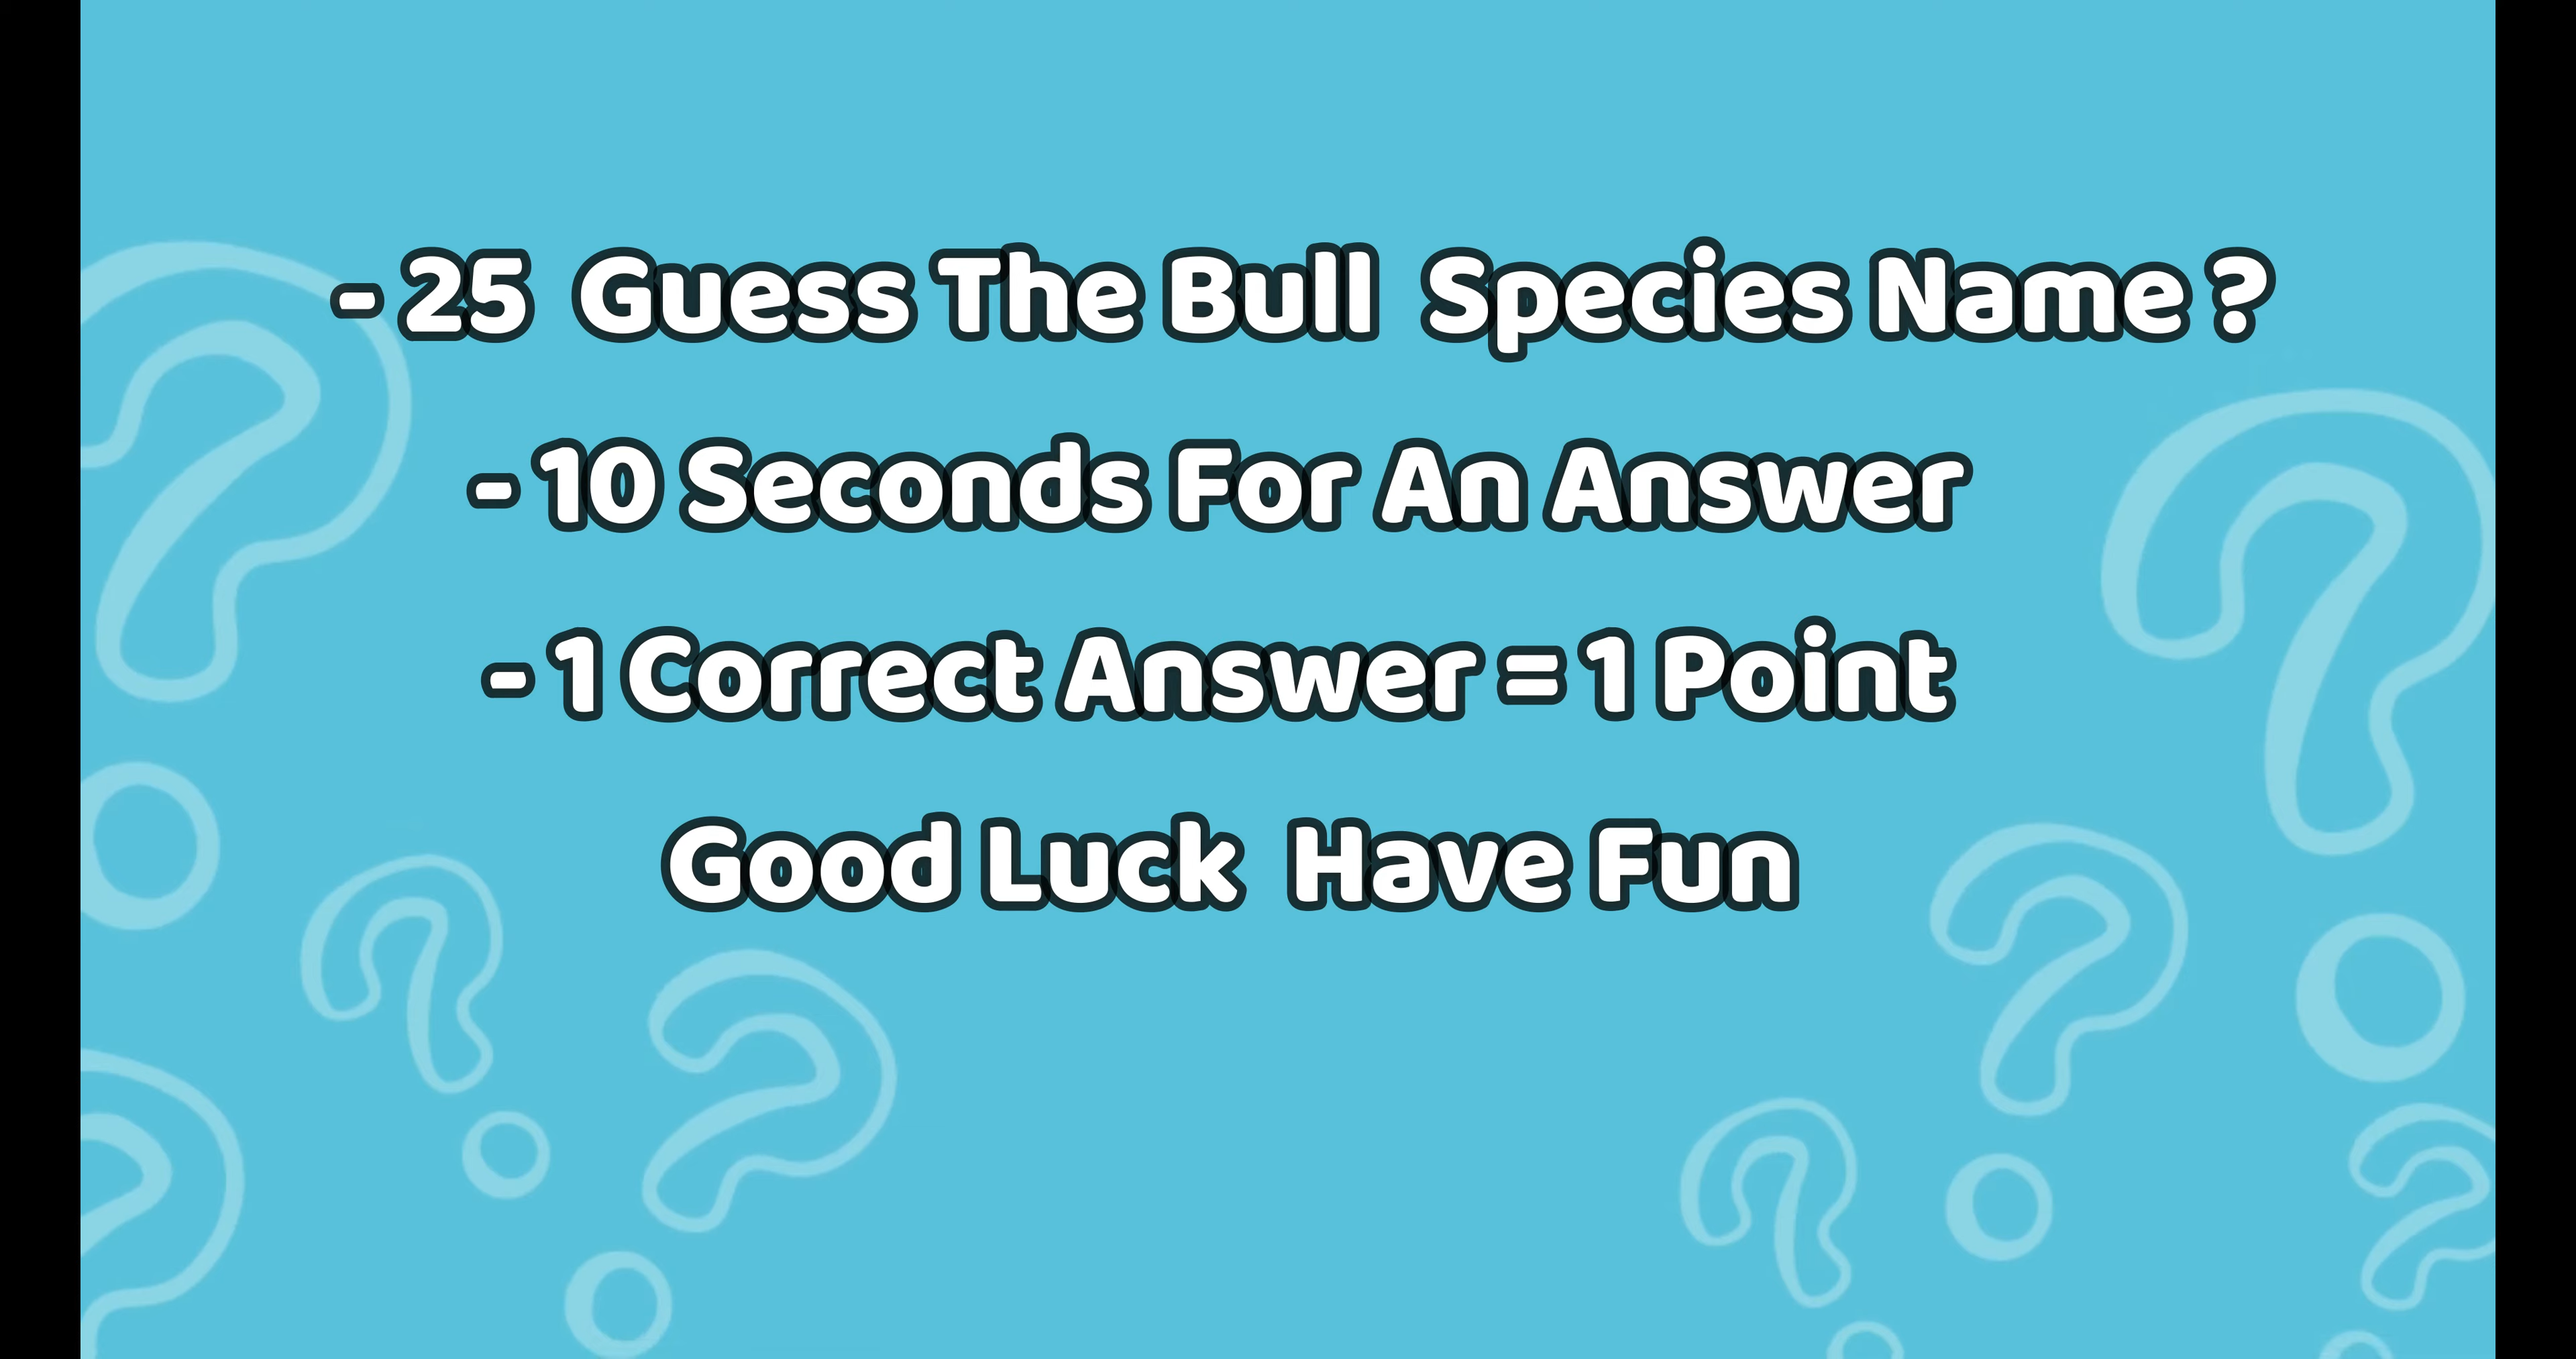 - 25 Guess The Bull Species Name ?
- 10 Seconds For An Answer
- 1 Correct Answer = 1 Point
Good Luck Have Fun